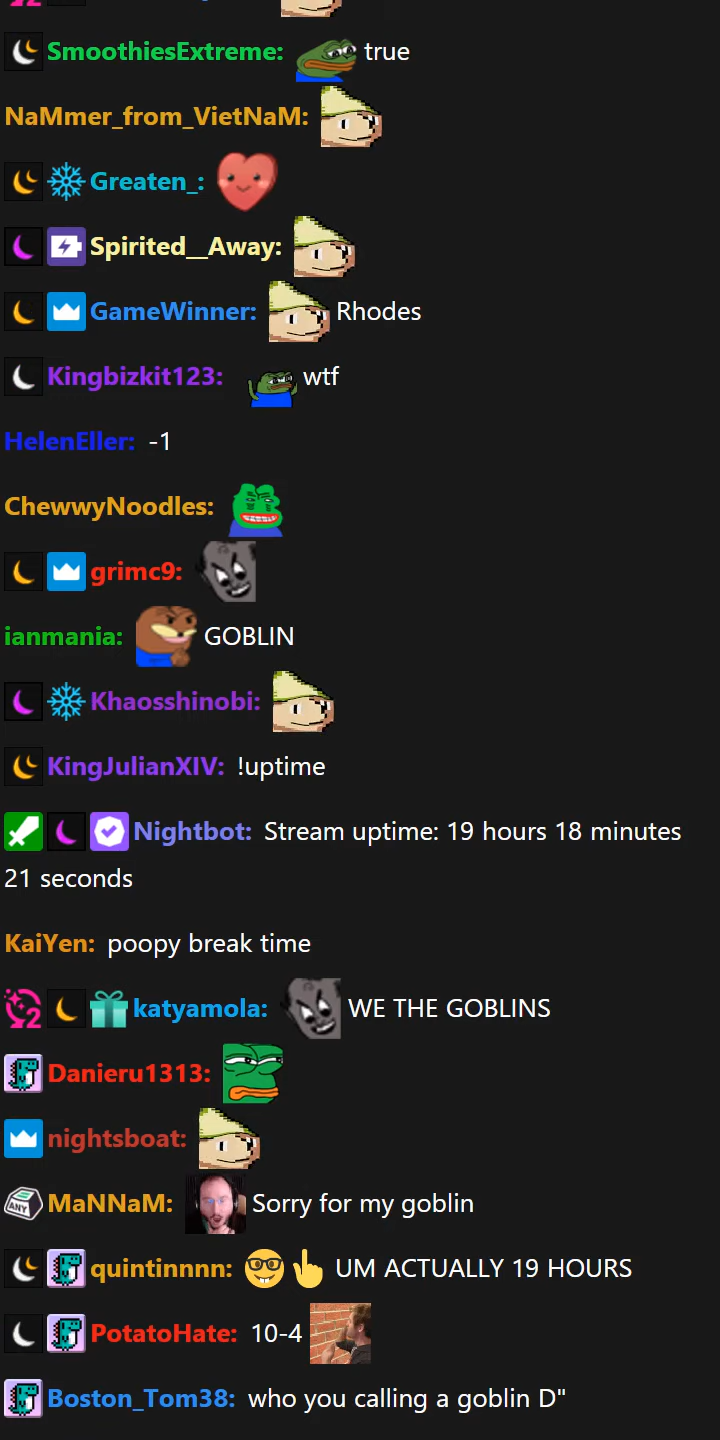 SmoothiesExtreme: true
NaMmer_from_VietNaM:
Greaten_:
Spirited__Away:
GameWinner: Rhodes
Kingbizkit123: wtf
HelenEller: -1
ChewwyNoodles:
grimc9:
ianmania: GOBLIN
Khaosshinobi:
KingJulianXIV: !uptime
Nightbot: Stream uptime: 19 hours 18 minutes
21 seconds
KaiYen: poopy break time
2 katyamola: WE THE GOBLINS
Danieru1313:
nightsboat:
ANY MaNNaM: Sorry for my goblin
quintinnnn: 🤓👆 UM ACTUALLY 19 HOURS
PotatoHate: 10-4
Boston_Tom38: who you calling a goblin D"